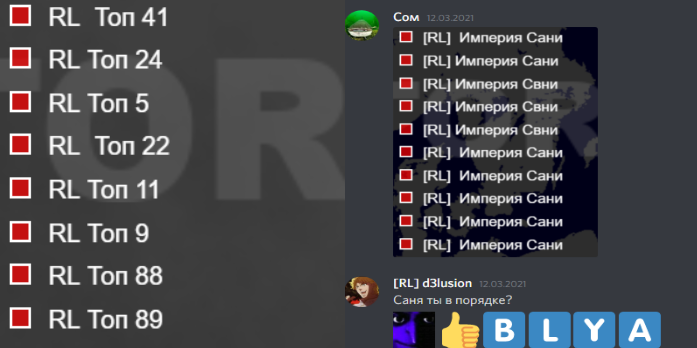 RL Топ 41
RL Топ 24
RL Топ 5
RL Топ 22
RL Топ 11
RL Топ 9
RL Топ 88
RL Топ 89
Сом 12.03.2021
[RL] Империя Сани
[RL] Империя Сани
[RL] Империя Свни
[RL] Империя Свни
[RL] Империя Свни
[RL] Империя Сани
[RL] Империя Сани
[RL] Империя Сани
[RL] Империя Сани
[RL] Империя Сани
[RL] d3lusion 12.03.2021
Саня ты в порядке?
B L Y A